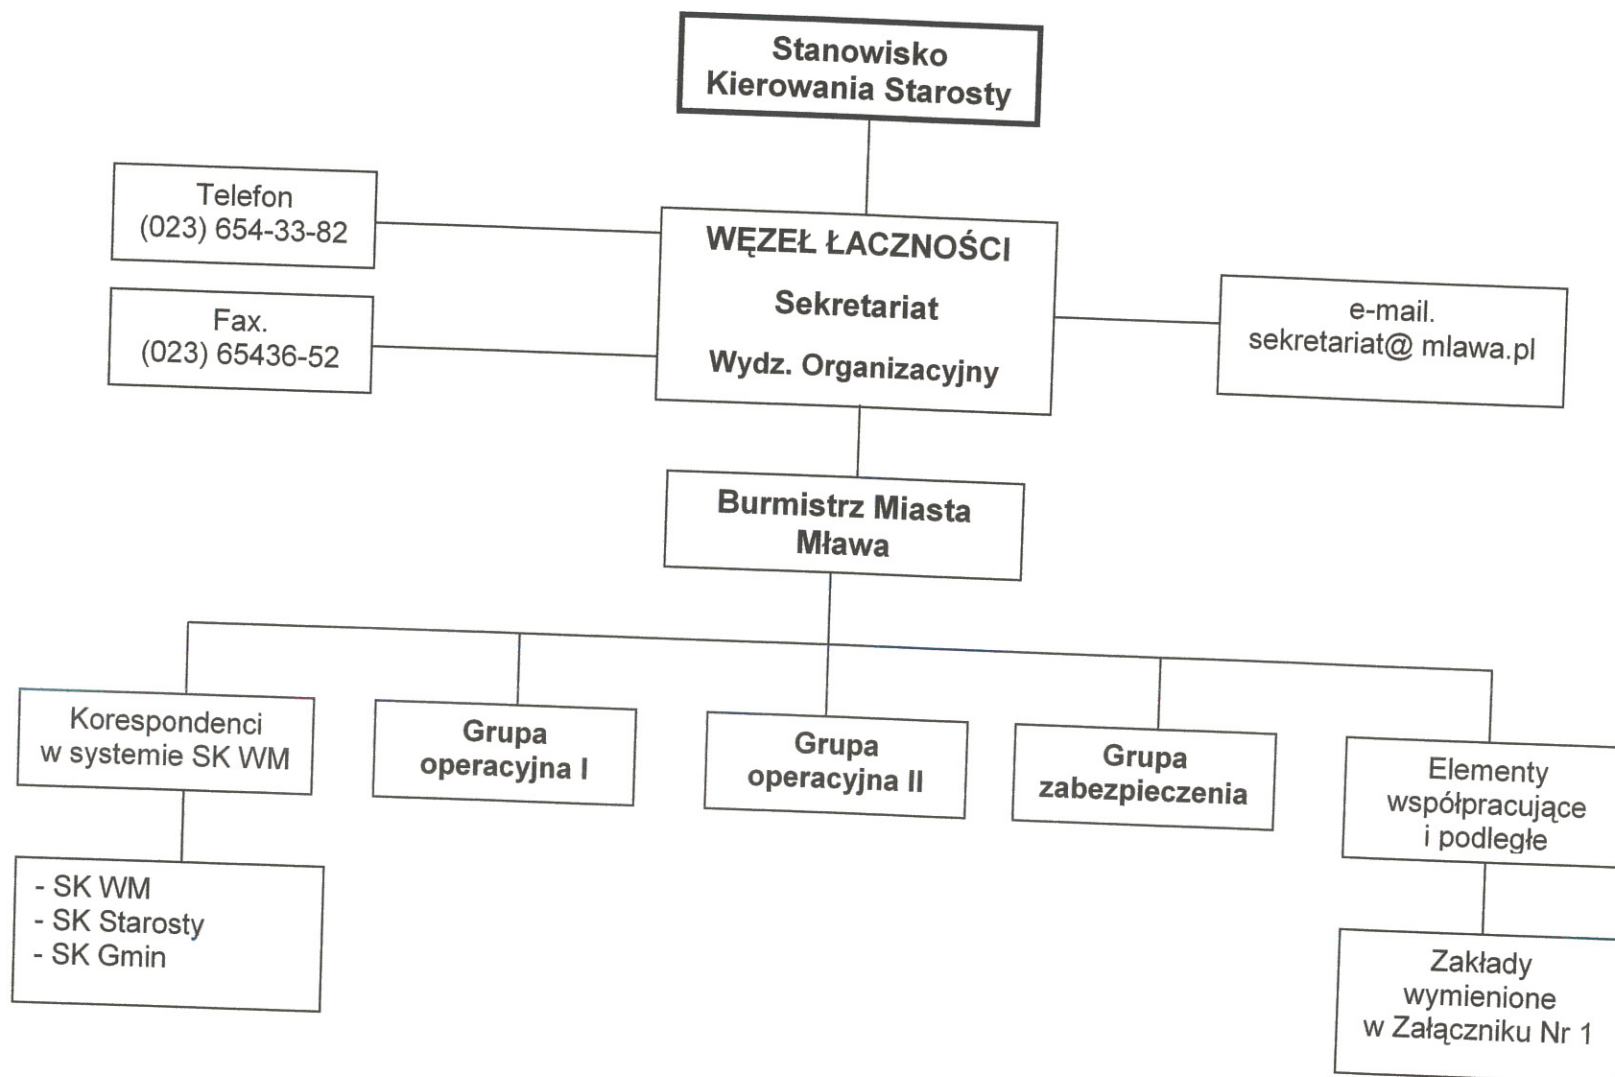 Stanowisko
Kierowania Starosty
Telefon
(023) 654-33-82
WĘZEŁ ŁACZNOŚCI
Sekretariat
Wydz. Organizacyjny
Fax.
(023) 65436-52
e-mail.
sekretariat@ mlawa.pl
Burmistrz Miasta
Mława
Korespondenci
w systemie SK WM
Grupa
operacyjna I
Grupa
operacyjna II
Grupa
zabezpieczenia
Elementy
współpracujące
i podległe
- SK WM
- SK Starosty
- SK Gmin
Zakłady
wymienione
w Załączniku Nr 1